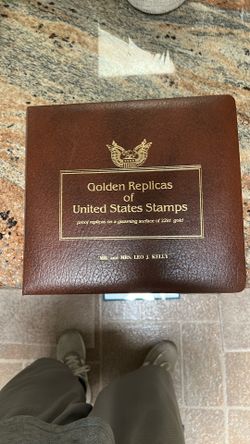 Golden Replicas
of
United States Stamps
proof replicas on a gleaming surface of 22kt gold
MR. and MRS. LEO J. KELLY